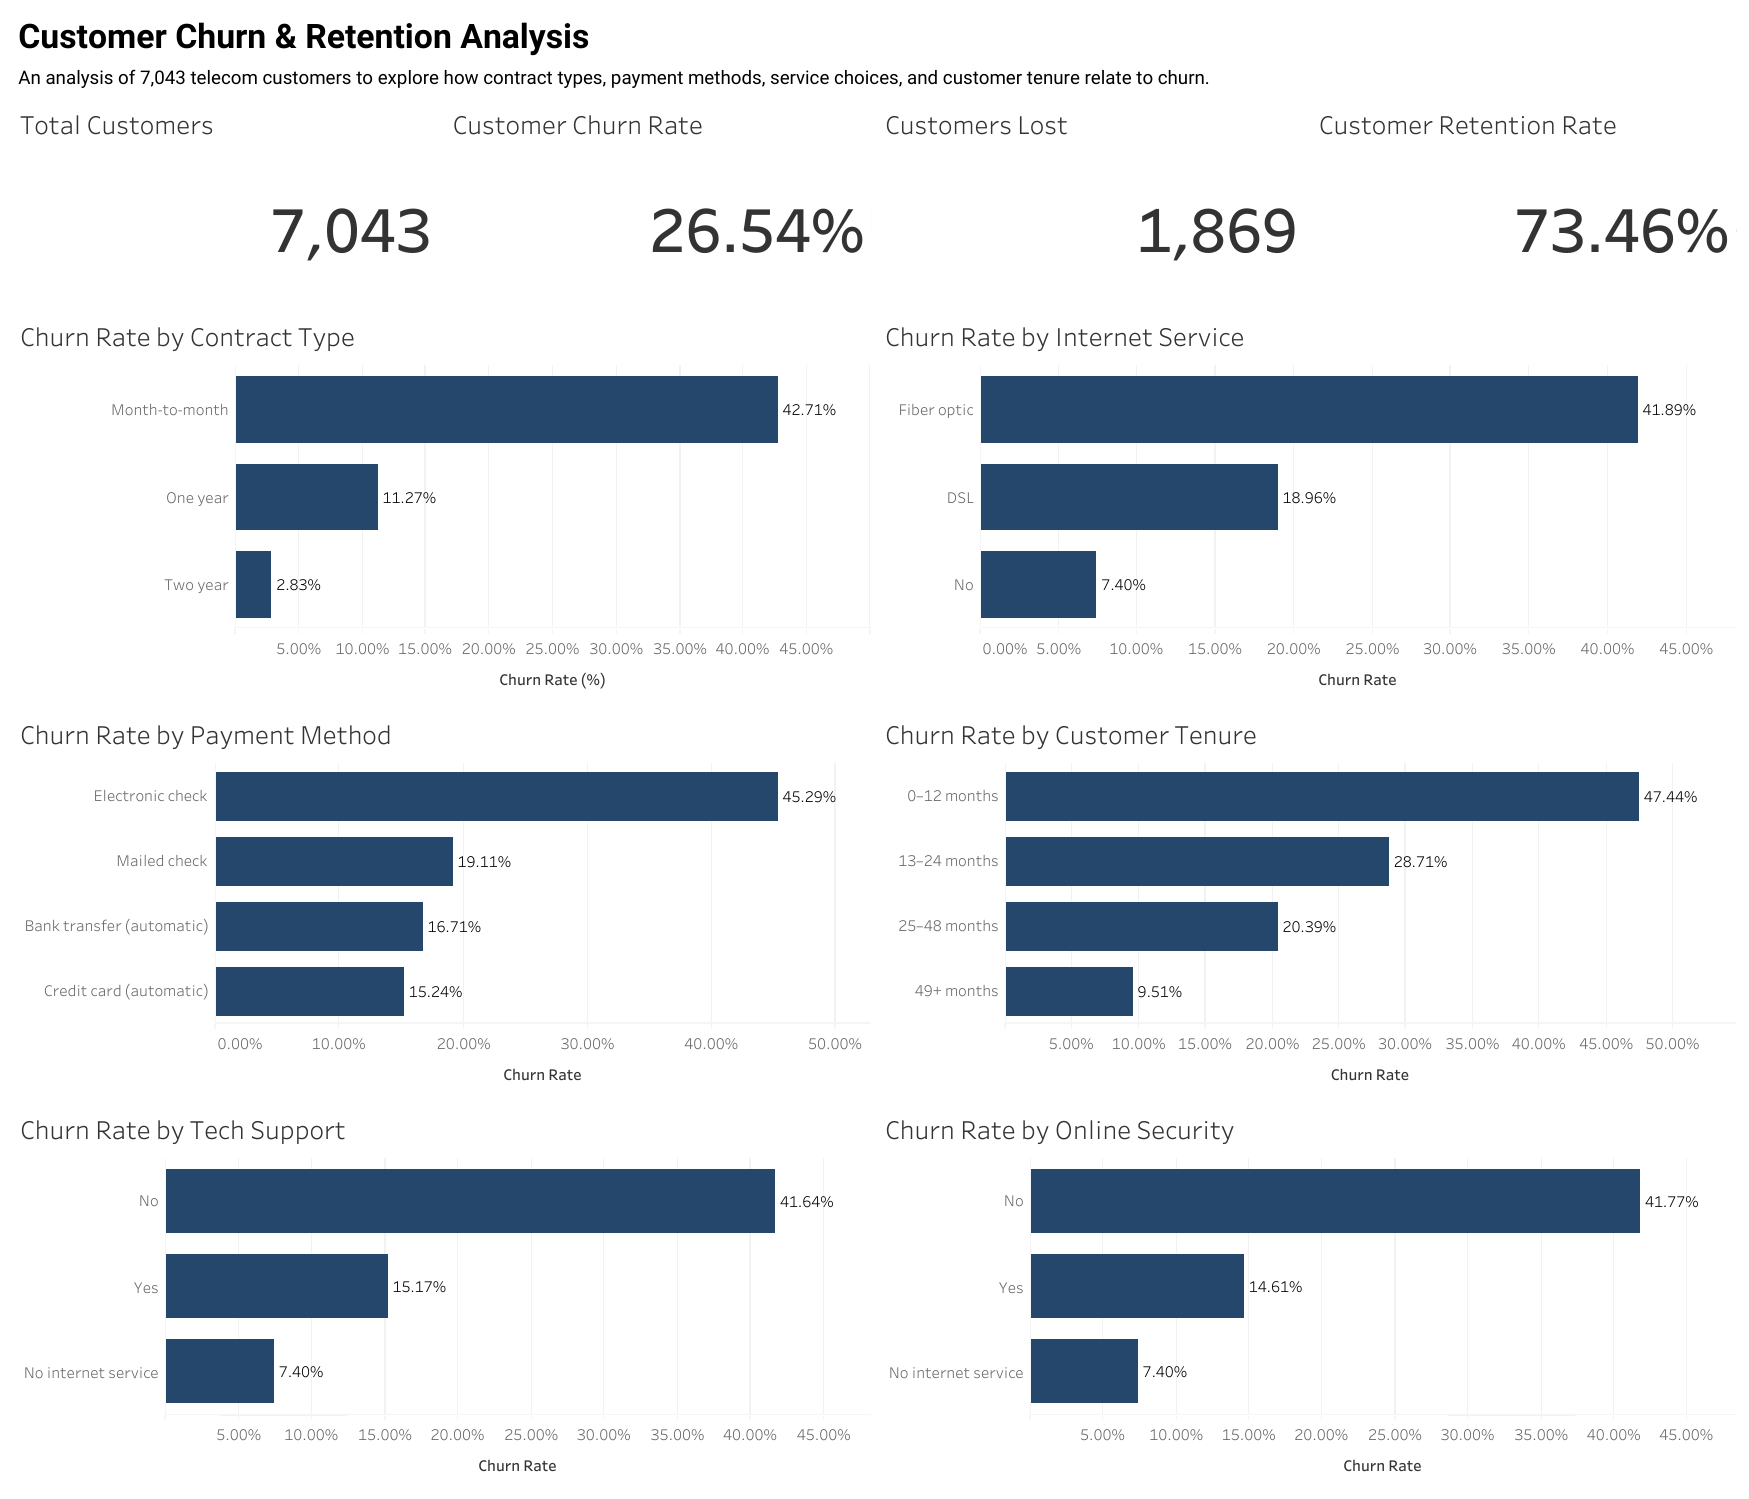 Customer Churn & Retention Analysis
An analysis of 7,043 telecom customers to explore how contract types, payment methods, service choices, and customer tenure relate to churn.
Total Customers
7,043
Customer Churn Rate
26.54%
Customers Lost
1,869
Customer Retention Rate
73.46%
Churn Rate by Contract Type
Month-to-month 42.71%
One year 11.27%
Two year 2.83%
5.00% 10.00% 15.00% 20.00% 25.00% 30.00% 35.00% 40.00% 45.00%
Churn Rate (%)
Churn Rate by Internet Service
Fiber optic 41.89%
DSL 18.96%
No 7.40%
0.00% 5.00% 10.00% 15.00% 20.00% 25.00% 30.00% 35.00% 40.00% 45.00%
Churn Rate
Churn Rate by Payment Method
Electronic check 45.29%
Mailed check 19.11%
Bank transfer (automatic) 16.71%
Credit card (automatic) 15.24%
0.00% 10.00% 20.00% 30.00% 40.00% 50.00%
Churn Rate
Churn Rate by Customer Tenure
0–12 months 47.44%
13–24 months 28.71%
25–48 months 20.39%
49+ months 9.51%
5.00% 10.00% 15.00% 20.00% 25.00% 30.00% 35.00% 40.00% 45.00% 50.00%
Churn Rate
Churn Rate by Tech Support
No 41.64%
Yes 15.17%
No internet service 7.40%
5.00% 10.00% 15.00% 20.00% 25.00% 30.00% 35.00% 40.00% 45.00%
Churn Rate
Churn Rate by Online Security
No 41.77%
Yes 14.61%
No internet service 7.40%
5.00% 10.00% 15.00% 20.00% 25.00% 30.00% 35.00% 40.00% 45.00%
Churn Rate